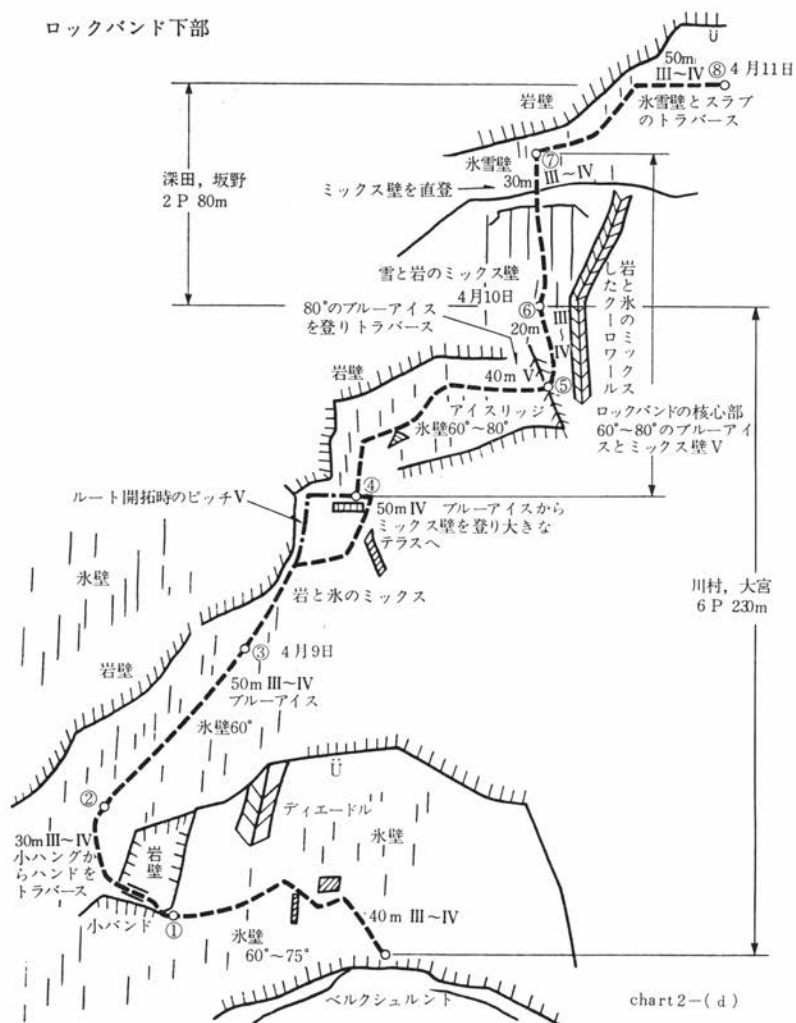 ロックバンド下部
Ü
50m
III～IV
⑧ 4月11日
岩壁
氷雪壁とスラブ
のトラバース
⑦
氷雪壁
30m
III～IV
深田，坂野
2 P 80m
ミックス壁を直登
雪と岩のミックス壁
岩と氷のミックス
したクーロワール
4月10日
⑥
80°のブルーアイス
を登りトラバース
20m
III
～
IV
岩壁
40m V
⑤
アイスリッジ
氷壁60°～80°
ロックバンドの核心部
60°～80°のブルーアイ
スとミックス壁V
④
ルート開拓時のピッチV
50m IV ブルーアイスから
ミックス壁を登り大きな
テラスへ
氷壁
岩と氷のミックス
川村，大宮
6 P 230m
③ 4月9日
岩壁
50m III～IV
ブルーアイス
氷壁60°
Ü
②
ディエードル
氷壁
30m III～IV
小ハングか
らハンドを
トラバース
岩壁
40m III～IV
小バンド
①
氷壁
60°～75°
ベルクシュルント
chart2－(d)